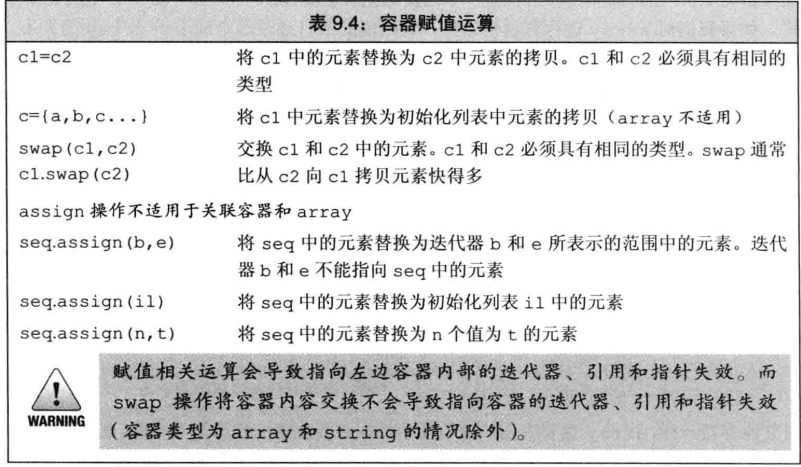 表 9.4：容器赋值运算
c1=c2 将 c1 中的元素替换为 c2 中元素的拷贝。c1 和 c2 必须具有相同的
类型
c={a,b,c...} 将 c1 中元素替换为初始化列表中元素的拷贝（array 不适用）
swap(c1,c2) 交换 c1 和 c2 中的元素。c1 和 c2 必须具有相同的类型。swap 通常
c1.swap(c2) 比从 c2 向 c1 拷贝元素快得多
assign 操作不适用于关联容器和 array
seq.assign(b,e) 将 seq 中的元素替换为迭代器 b 和 e 所表示的范围中的元素。迭代
器 b 和 e 不能指向 seq 中的元素
seq.assign(il) 将 seq 中的元素替换为初始化列表 il 中的元素
seq.assign(n,t) 将 seq 中的元素替换为 n 个值为 t 的元素
赋值相关运算会导致指向左边容器内部的迭代器、引用和指针失效。而
swap 操作将容器内容交换不会导致指向容器的迭代器、引用和指针失效
WARNING
（容器类型为 array 和 string 的情况除外）。